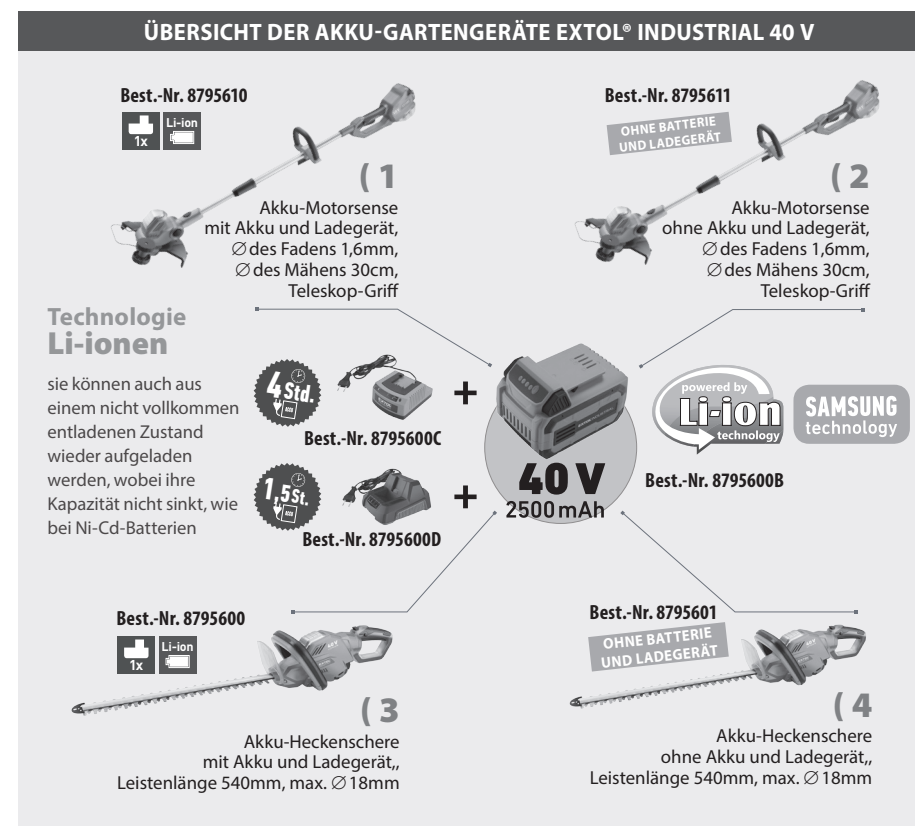 ÜBERSICHT DER AKKU-GARTENGERÄTE EXTOL® INDUSTRIAL 40 V
Best.-Nr. 8795610
1x
Li-ion
( 1
Akku-Motorsense
mit Akku und Ladegerät,
∅ des Fadens 1,6mm,
∅ des Mähens 30cm,
Teleskop-Griff
Best.-Nr. 8795611
OHNE BATTERIE
UND LADEGERÄT
( 2
Akku-Motorsense
ohne Akku und Ladegerät,
∅ des Fadens 1,6mm,
∅ des Mähens 30cm,
Teleskop-Griff
Technologie
Li-ionen
sie können auch aus
einem nicht vollkommen
entladenen Zustand
wieder aufgeladen
werden, wobei ihre
Kapazität nicht sinkt, wie
bei Ni-Cd-Batterien
4 Std.
+
Best.-Nr. 8795600C
1,5St.
+
Best.-Nr. 8795600D
40 V
2500 mAh
powered by
Li-ion
technology
SAMSUNG
technology
Best.-Nr. 8795600B
Best.-Nr. 8795600
1x
Li-ion
( 3
Akku-Heckenschere
mit Akku und Ladegerät,,
Leistenlänge 540mm, max. ∅ 18mm
Best.-Nr. 8795601
OHNE BATTERIE
UND LADEGERÄT
( 4
Akku-Heckenschere
ohne Akku und Ladegerät,,
Leistenlänge 540mm, max. ∅ 18mm